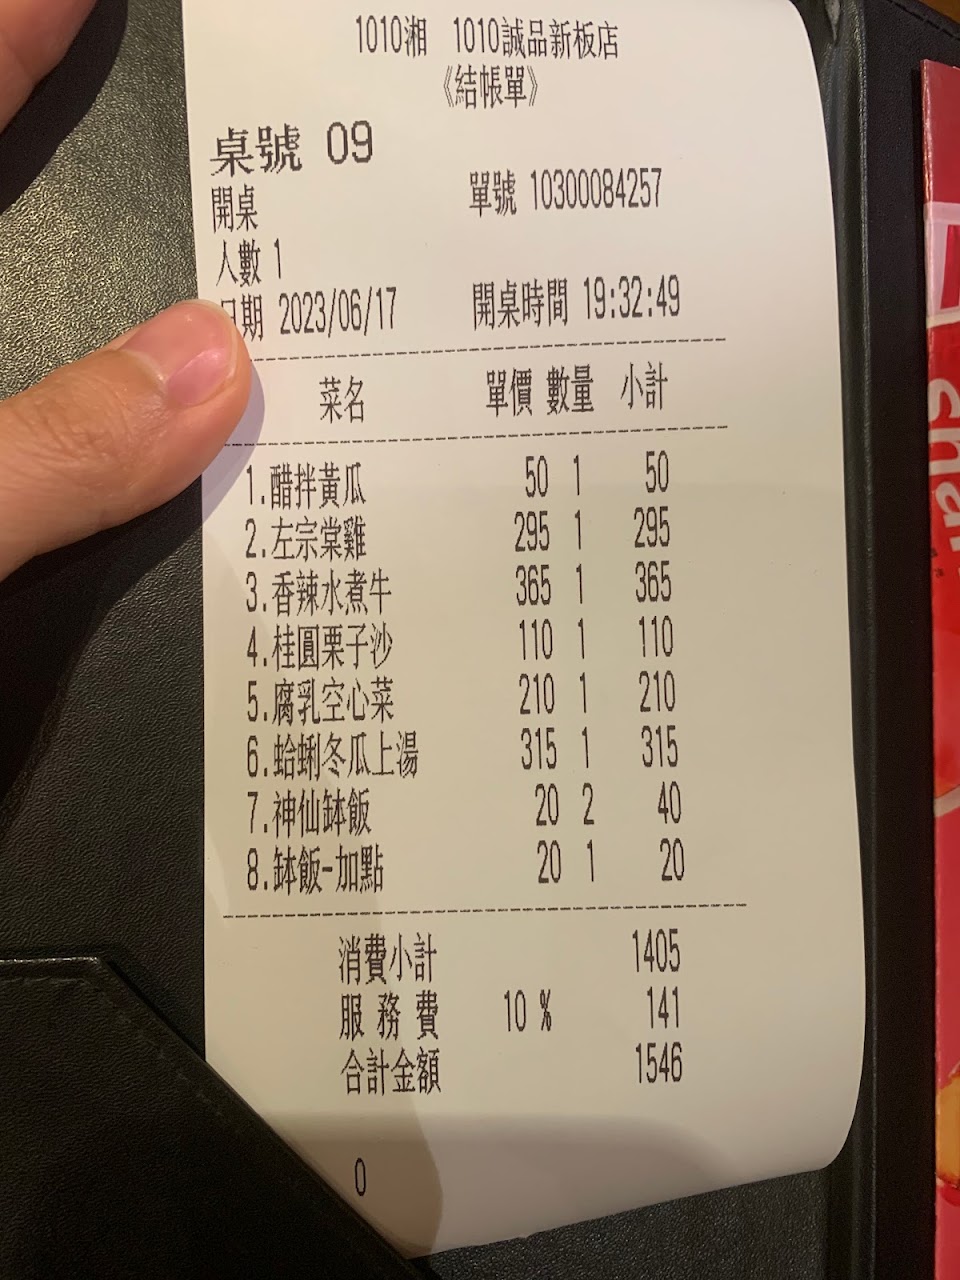 1010湘 1010誠品新板店
《結帳單》
桌號 09
開桌 單號 10300084257
人數 1
日期 2023/06/17 開桌時間 19:32:49
菜名 單價 數量 小計
1.醋拌黃瓜 50 1 50
2.左宗棠雞 295 1 295
3.香辣水煮牛 365 1 365
4.桂圓栗子沙 110 1 110
5.腐乳空心菜 210 1 210
6.蛤蜊冬瓜上湯 315 1 315
7.神仙缽飯 20 2 40
8.缽飯-加點 20 1 20
消費小計 1405
服務費 10 % 141
合計金額 1546
0
sha